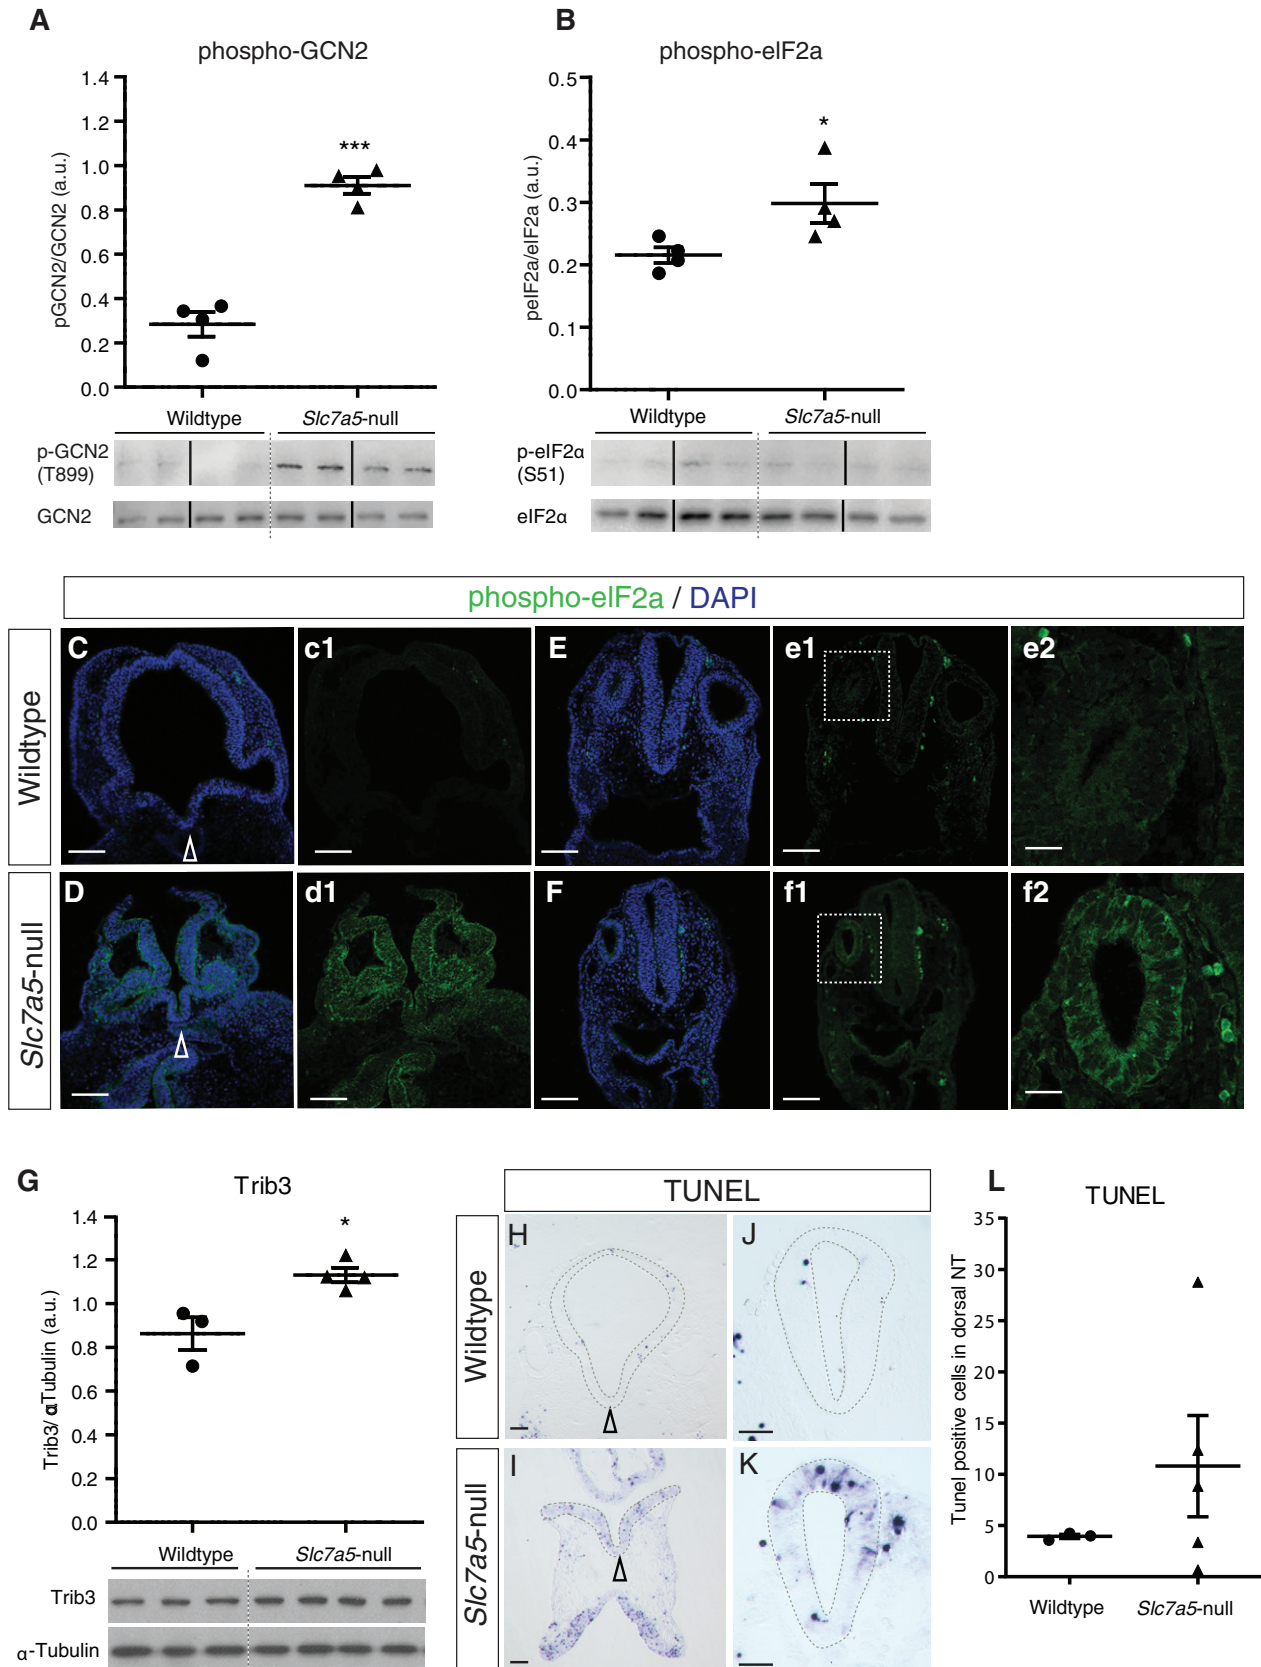 A
B
phospho-GCN2
phospho-eIF2a
1.4
1.2
1.0
0.8
0.6
0.4
0.2
0.0
pGCN2/GCN2 (a.u.)
***
0.5
0.4
0.3
0.2
0.1
0.0
peIF2a/eIF2a (a.u.)
*
Wildtype
Slc7a5-null
Wildtype
Slc7a5-null
p-GCN2
(T899)
GCN2
p-eIF2α
(S51)
eIF2α
phospho-eIF2a / DAPI
Wildtype
C
c1
E
e1
e2
Slc7a5-null
D
d1
F
f1
f2
G
Trib3
1.4
1.2
1.0
0.8
0.6
0.4
0.2
0.0
Trib3/ αTubulin (a.u.)
*
Wildtype
Slc7a5-null
Trib3
α-Tubulin
TUNEL
Wildtype
H
J
Slc7a5-null
I
K
L
TUNEL
35
30
25
20
15
10
5
0
Tunel positive cells in dorsal NT
Wildtype
Slc7a5-null